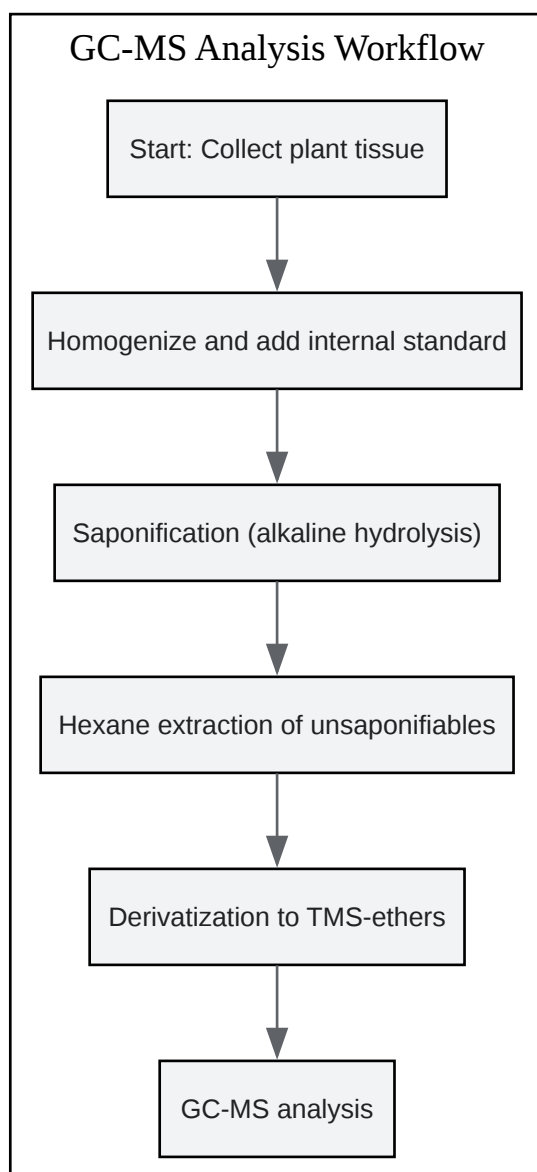 GC-MS Analysis Workflow
Start: Collect plant tissue
Homogenize and add internal standard
Saponification (alkaline hydrolysis)
Hexane extraction of unsaponifiables
Derivatization to TMS-ethers
GC-MS analysis